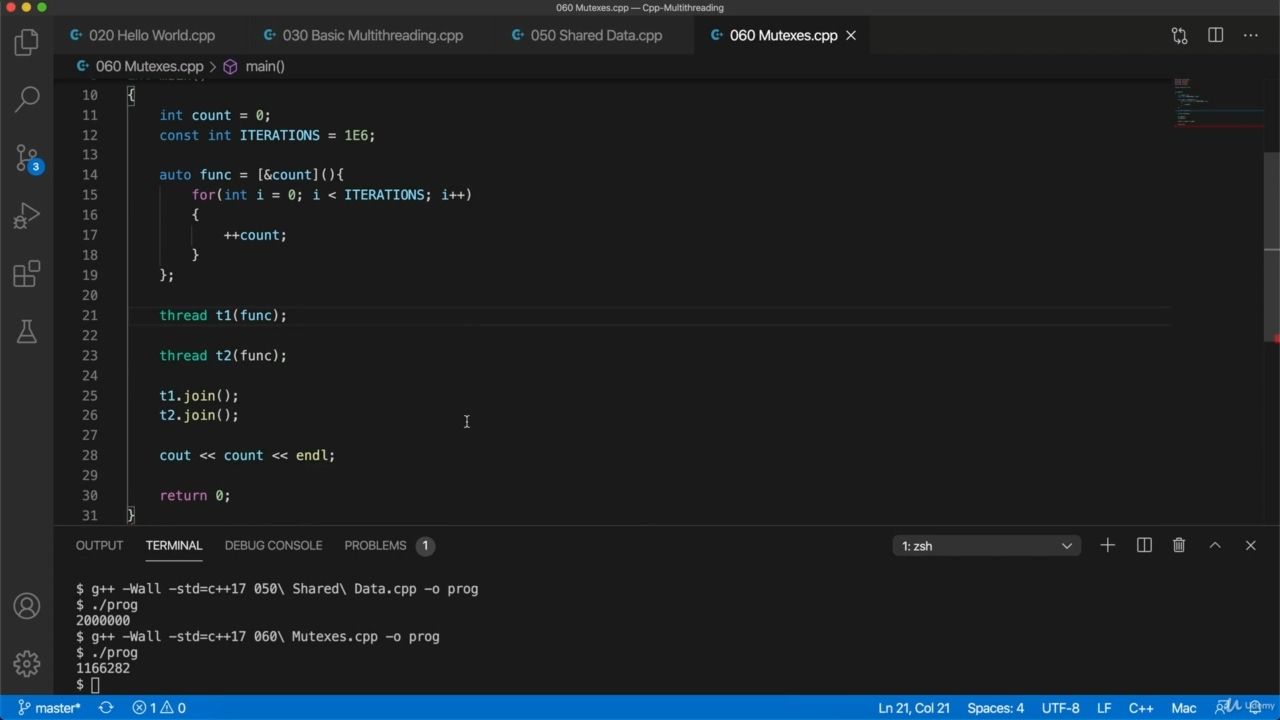 060 Mutexes.cpp — Cpp-Multithreading
020 Hello World.cpp 030 Basic Multithreading.cpp 050 Shared Data.cpp 060 Mutexes.cpp
060 Mutexes.cpp > main()
10 {
11 int count = 0;
12 const int ITERATIONS = 1E6;
13
14 auto func = [&count](){
15 for(int i = 0; i < ITERATIONS; i++)
16 {
17 ++count;
18 }
19 };
20
21 thread t1(func);
22
23 thread t2(func);
24
25 t1.join();
26 t2.join();
27
28 cout << count << endl;
29
30 return 0;
31 }
3
OUTPUT TERMINAL DEBUG CONSOLE PROBLEMS 1 1: zsh
$ g++ -Wall -std=c++17 050\ Shared\ Data.cpp -o prog
$ ./prog
2000000
$ g++ -Wall -std=c++17 060\ Mutexes.cpp -o prog
$ ./prog
1166282
$
master* 1 0 Ln 21, Col 21 Spaces: 4 UTF-8 LF C++ Mac
Udemy